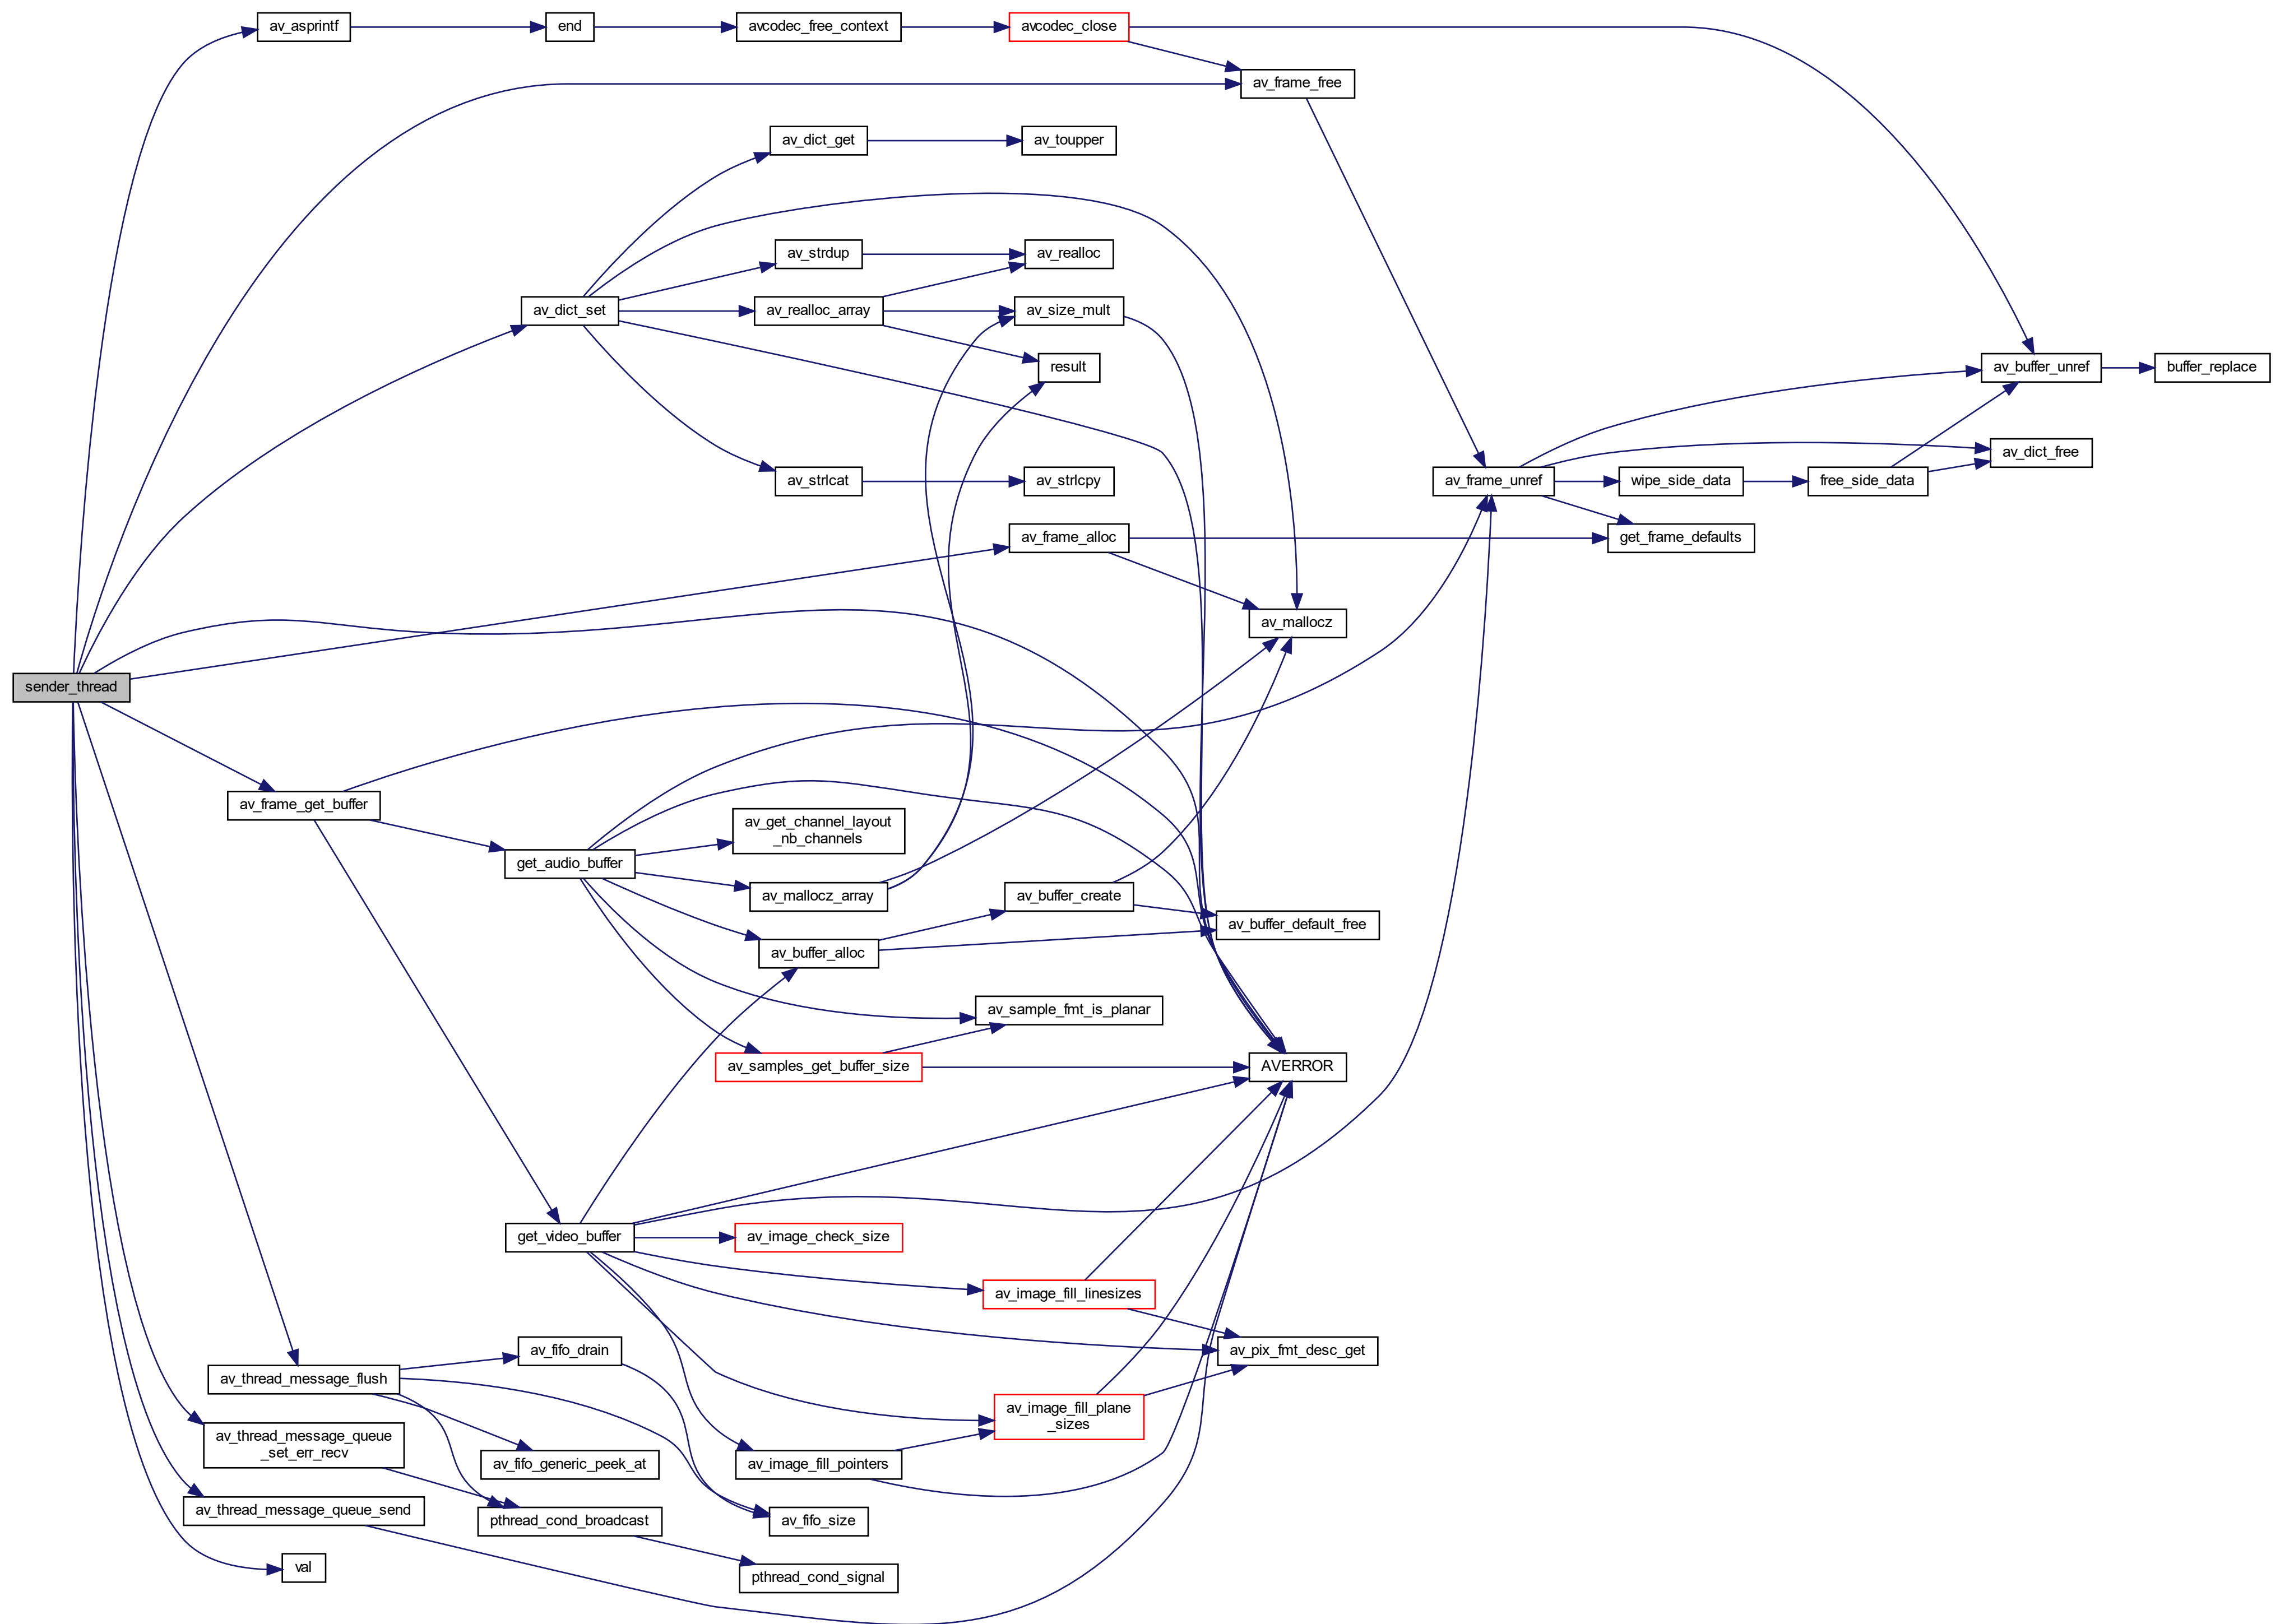 av_asprintf
end
avcodec_free_context
avcodec_close
av_frame_free
av_dict_get
av_toupper
av_strdup
av_realloc
av_dict_set
av_realloc_array
av_size_mult
result
av_buffer_unref
buffer_replace
av_dict_free
av_strlcat
av_strlcpy
av_frame_unref
wipe_side_data
free_side_data
av_frame_alloc
get_frame_defaults
av_mallocz
sender_thread
av_frame_get_buffer
av_get_channel_layout
_nb_channels
get_audio_buffer
av_mallocz_array
av_buffer_create
av_buffer_default_free
av_buffer_alloc
av_sample_fmt_is_planar
av_samples_get_buffer_size
AVERROR
get_video_buffer
av_image_check_size
av_image_fill_linesizes
av_fifo_drain
av_pix_fmt_desc_get
av_thread_message_flush
av_image_fill_plane
_sizes
av_thread_message_queue
_set_err_recv
av_fifo_generic_peek_at
av_image_fill_pointers
av_thread_message_queue_send
pthread_cond_broadcast
av_fifo_size
val
pthread_cond_signal